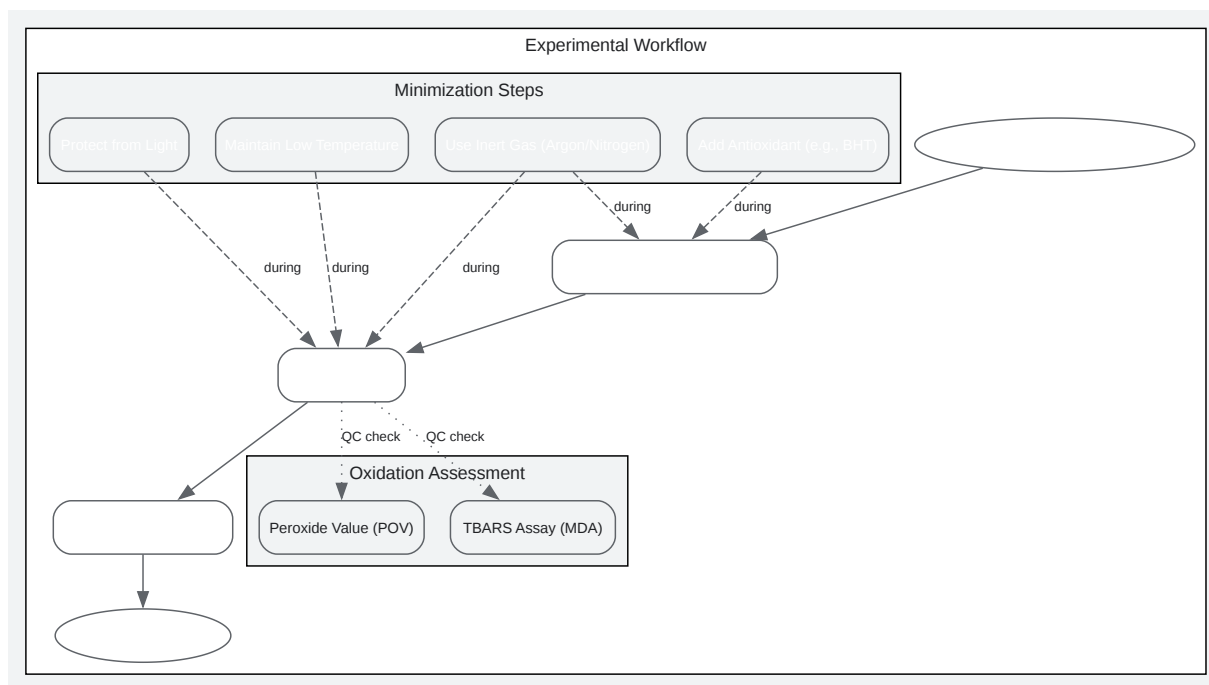 Experimental Workflow
Minimization Steps
Protect from Light
Maintain Low Temperature
Use Inert Gas (Argon/Nitrogen)
Add Antioxidant (e.g., BHT)
during
during
during
during
during
QC check
QC check
Oxidation Assessment
Peroxide Value (POV)
TBARS Assay (MDA)